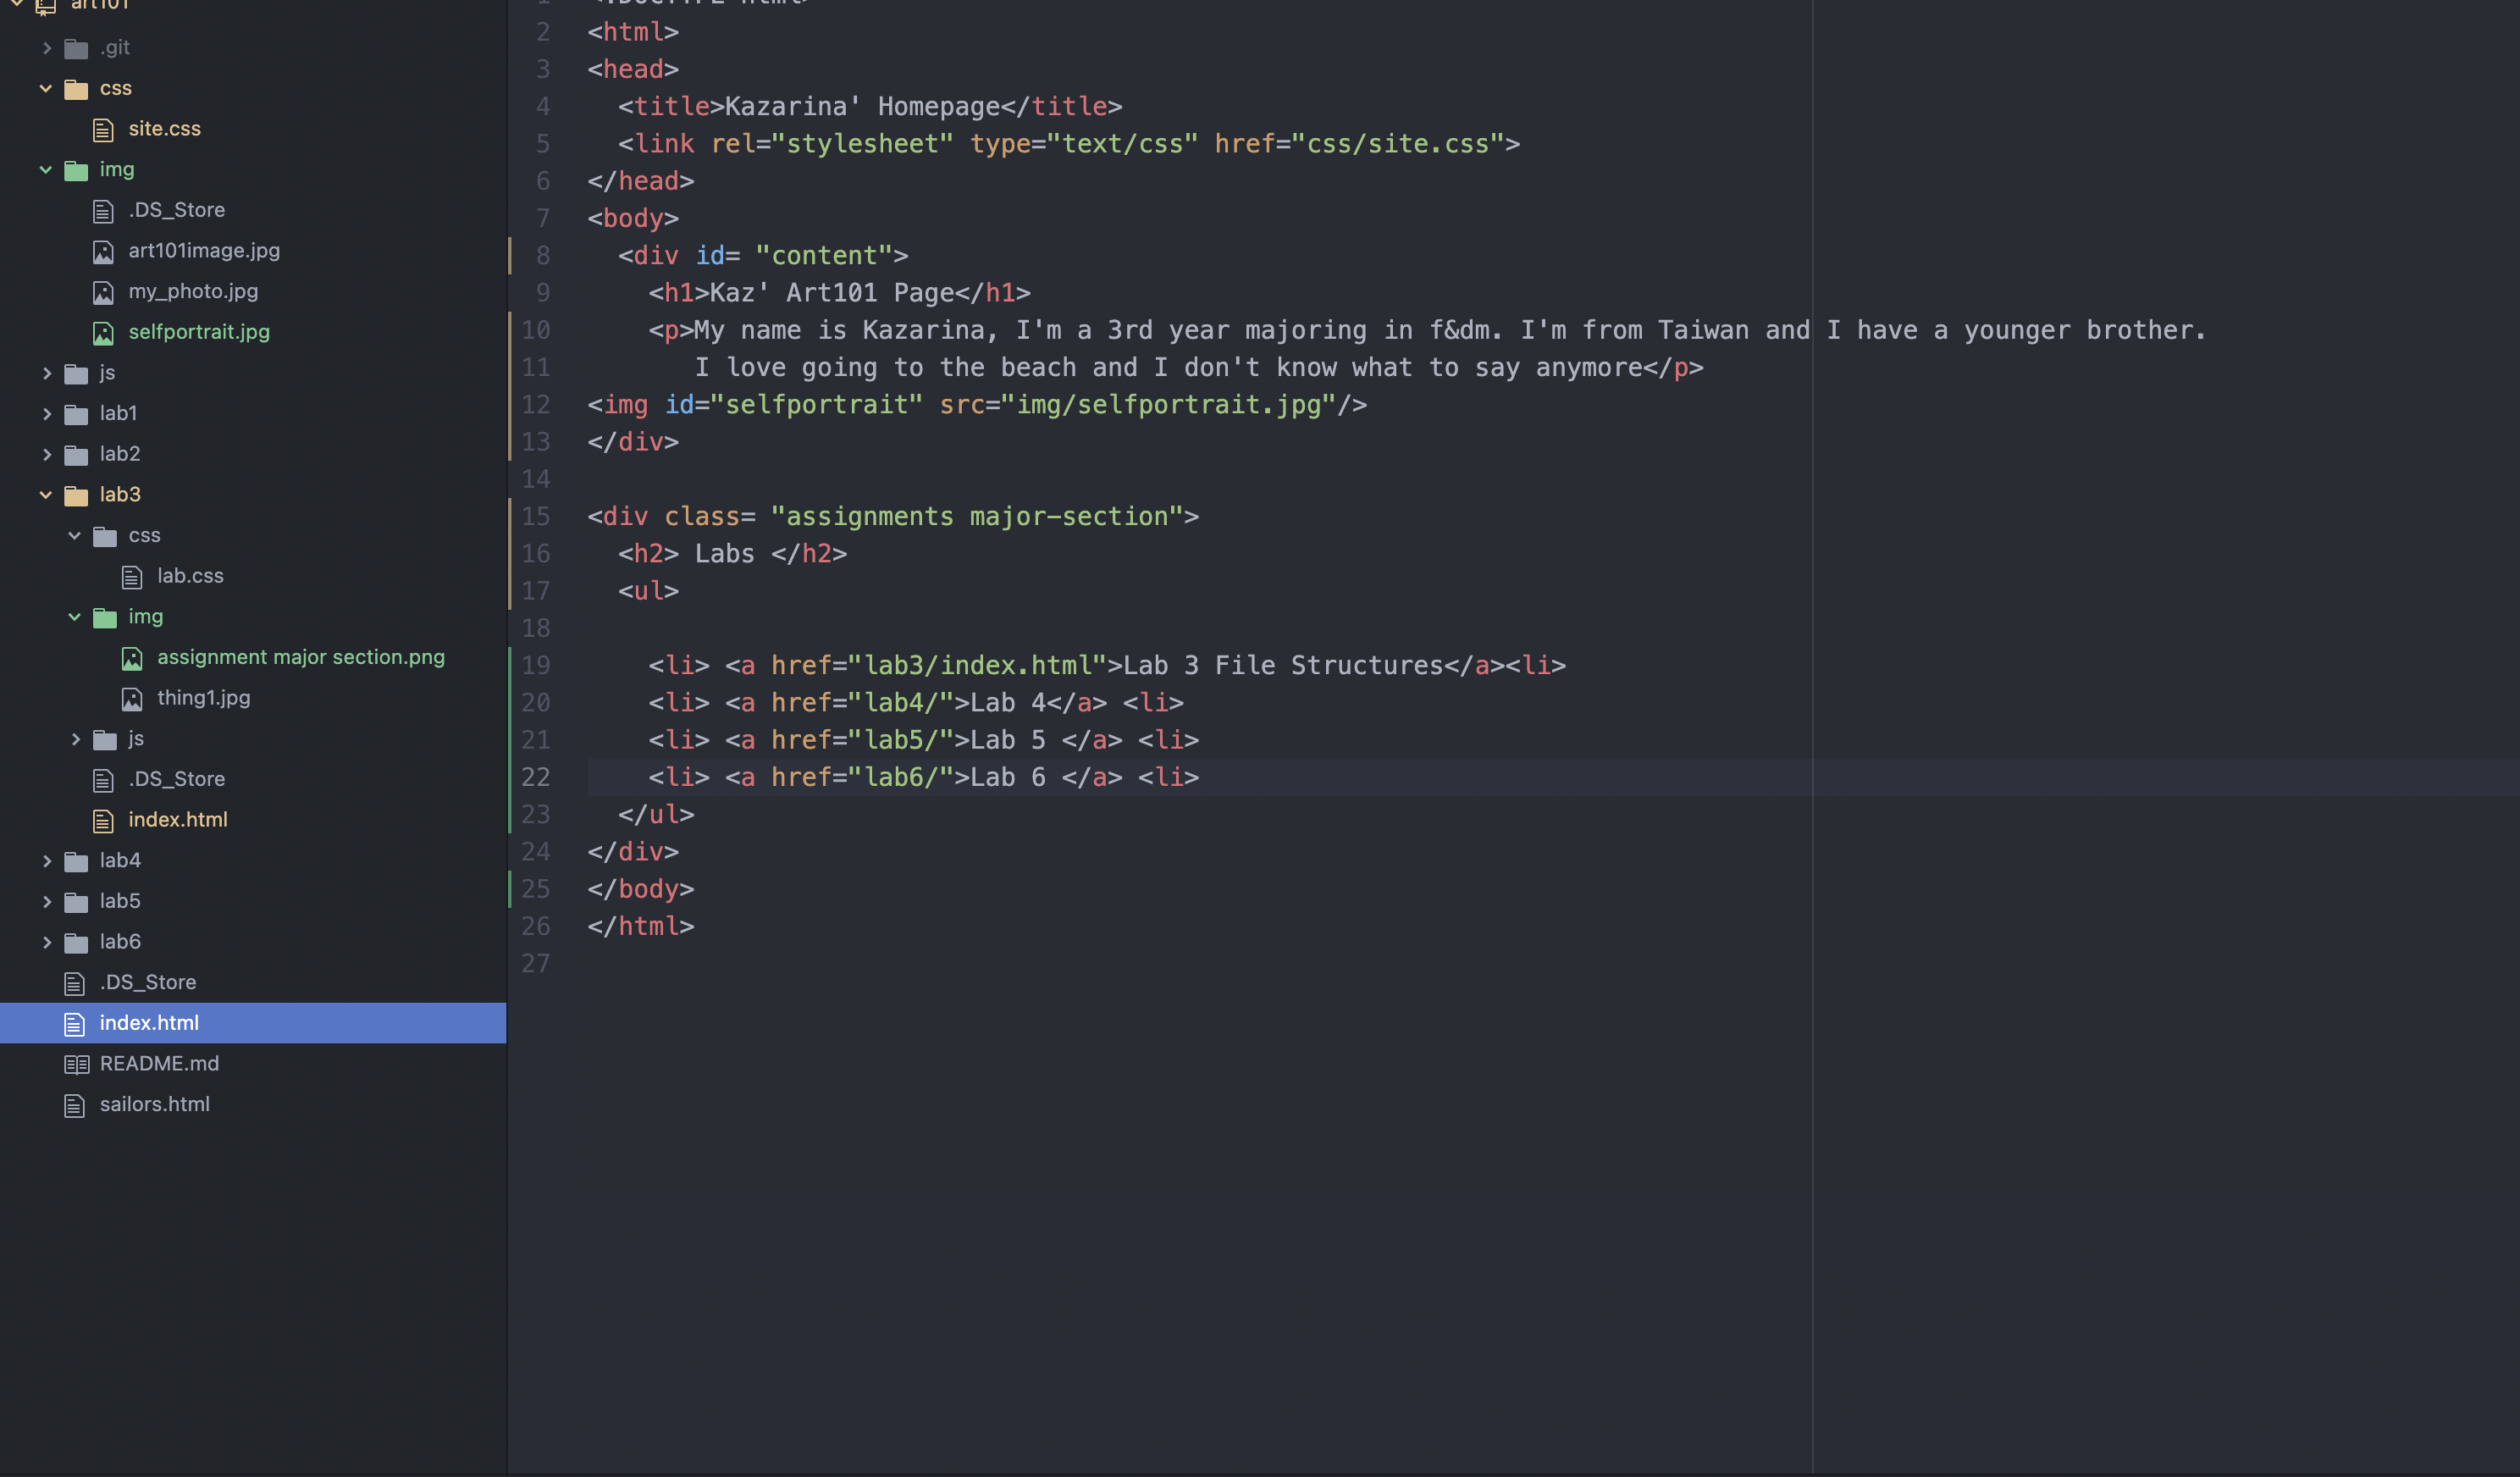 art101
.git
css
site.css
img
.DS_Store
art101image.jpg
my_photo.jpg
selfportrait.jpg
js
lab1
lab2
lab3
css
lab.css
img
assignment major section.png
thing1.jpg
js
.DS_Store
index.html
lab4
lab5
lab6
.DS_Store
index.html
README.md
sailors.html
1 <!DOCTYPE html>
2 <html>
3 <head>
4 <title>Kazarina' Homepage</title>
5 <link rel="stylesheet" type="text/css" href="css/site.css">
6 </head>
7 <body>
8 <div id= "content">
9 <h1>Kaz' Art101 Page</h1>
10 <p>My name is Kazarina, I'm a 3rd year majoring in f&dm. I'm from Taiwan and I have a younger brother.
11 I love going to the beach and I don't know what to say anymore</p>
12 <img id="selfportrait" src="img/selfportrait.jpg"/>
13 </div>
14
15 <div class= "assignments major-section">
16 <h2> Labs </h2>
17 <ul>
18
19 <li> <a href="lab3/index.html">Lab 3 File Structures</a><li>
20 <li> <a href="lab4/">Lab 4</a> <li>
21 <li> <a href="lab5/">Lab 5 </a> <li>
22 <li> <a href="lab6/">Lab 6 </a> <li>
23 </ul>
24 </div>
25 </body>
26 </html>
27